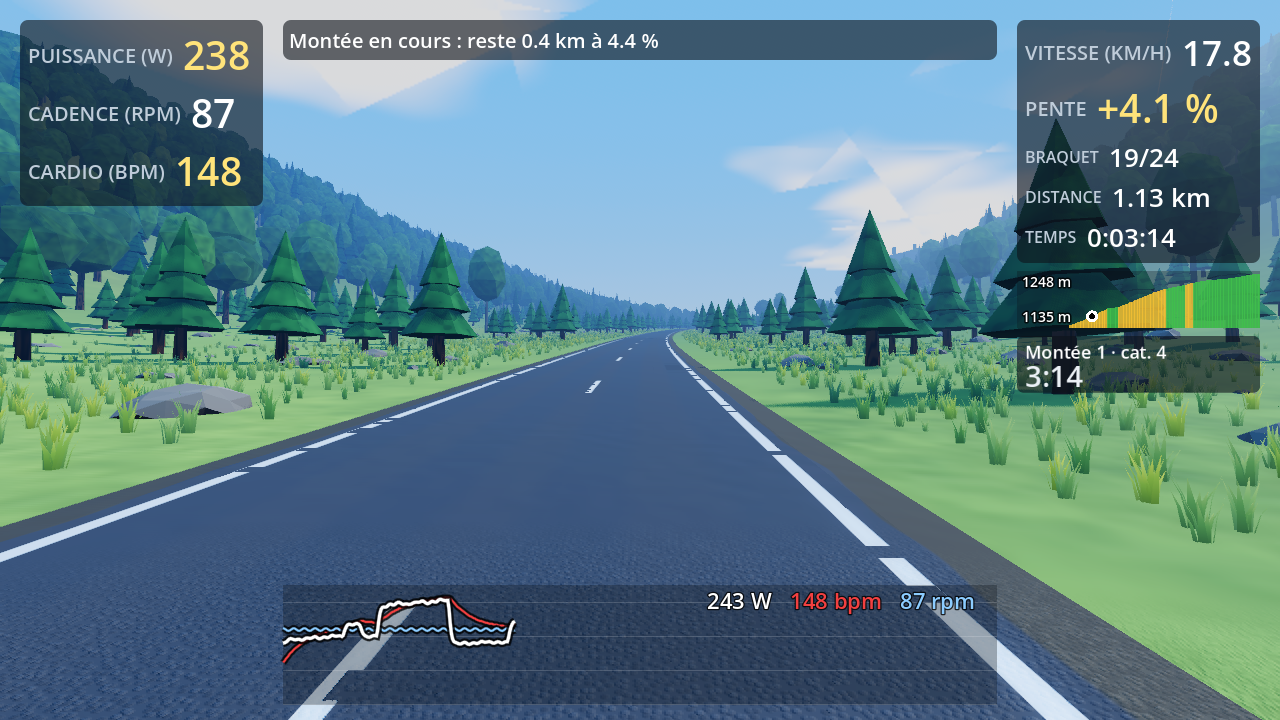 PUISSANCE (W) 238
CADENCE (RPM) 87
CARDIO (BPM) 148
Montée en cours : reste 0.4 km à 4.4 %
VITESSE (KM/H) 17.8
PENTE +4.1 %
BRAQUET 19/24
DISTANCE 1.13 km
TEMPS 0:03:14
1248 m
1135 m
Montée 1 · cat. 4
3:14
243 W 148 bpm 87 rpm